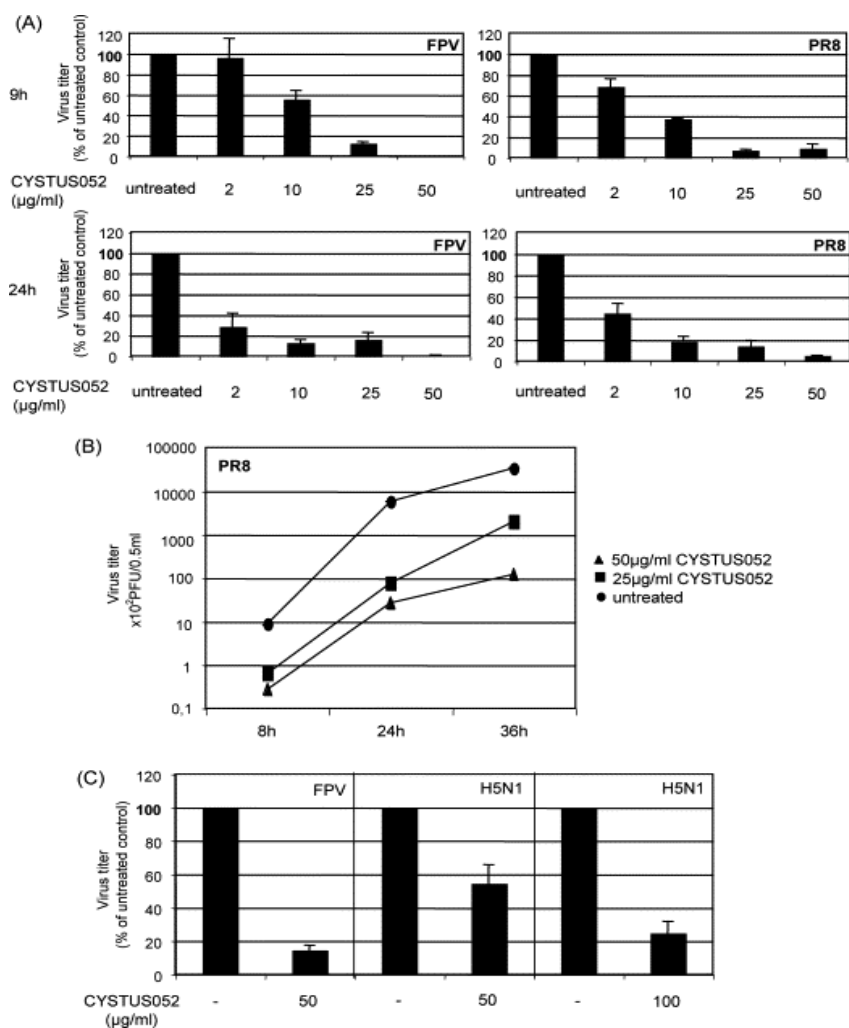 (A)
FPV
PR8
9h
Virus titer
(% of untreated control)
120
100
80
60
40
20
0
120
100
80
60
40
20
0
CYSTUS052
(µg/ml)
untreated 2 10 25 50
untreated 2 10 25 50
FPV
PR8
24h
Virus titer
(% of untreated control)
120
100
80
60
40
20
0
120
100
80
60
40
20
0
CYSTUS052
(µg/ml)
untreated 2 10 25 50
untreated 2 10 25 50
(B)
PR8
Virus titer
x10²PFU/0.5ml
100000
10000
1000
100
10
1
0,1
8h 24h 36h
50µg/ml CYSTUS052
25µg/ml CYSTUS052
untreated
(C)
FPV
H5N1
H5N1
Virus titer
(% of untreated control)
120
100
80
60
40
20
0
CYSTUS052
(µg/ml)
- 50 - 50 - 100